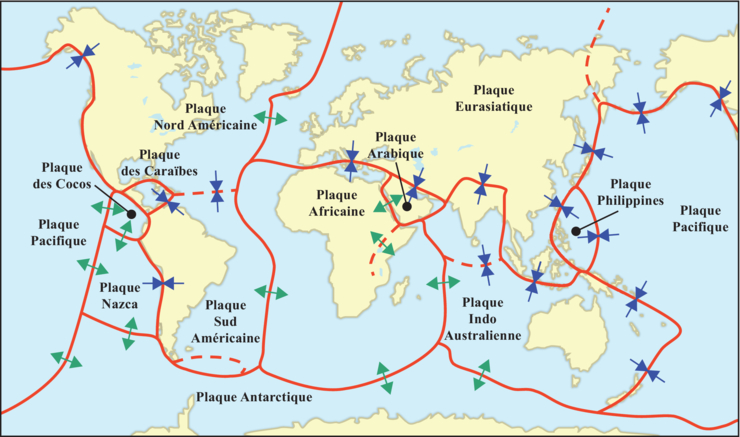 Plaque
Nord Américaine
Plaque
Eurasiatique
Plaque
Arabique
Plaque
des Caraïbes
Plaque
des Cocos
Plaque
Africaine
Plaque
Philippines
Plaque
Pacifique
Plaque
Pacifique
Plaque
Nazca
Plaque
Sud
Américaine
Plaque
Indo
Australienne
Plaque Antarctique